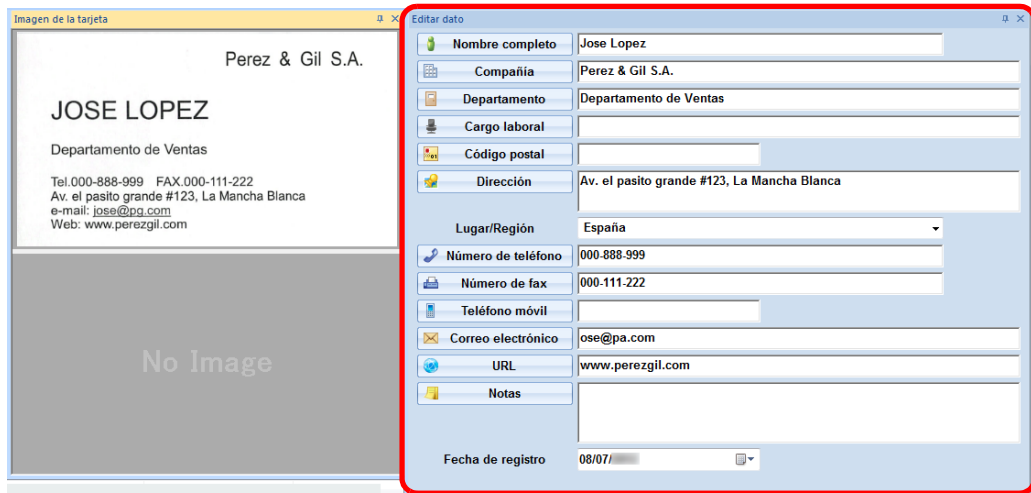 Imagen de la tarjeta
Perez & Gil S.A.
JOSE LOPEZ
Departamento de Ventas
Tel.000-888-999 FAX.000-111-222
Av. el pasito grande #123, La Mancha Blanca
e-mail: jose@pg.com
Web: www.perezgil.com
No Image
Editar dato
Nombre completo Jose Lopez
Compañía Perez & Gil S.A.
Departamento Departamento de Ventas
Cargo laboral
Código postal
Dirección Av. el pasito grande #123, La Mancha Blanca
Lugar/Región España
Número de teléfono 000-888-999
Número de fax 000-111-222
Teléfono móvil
Correo electrónico ose@pa.com
URL www.perezgil.com
Notas
Fecha de registro 08/07/